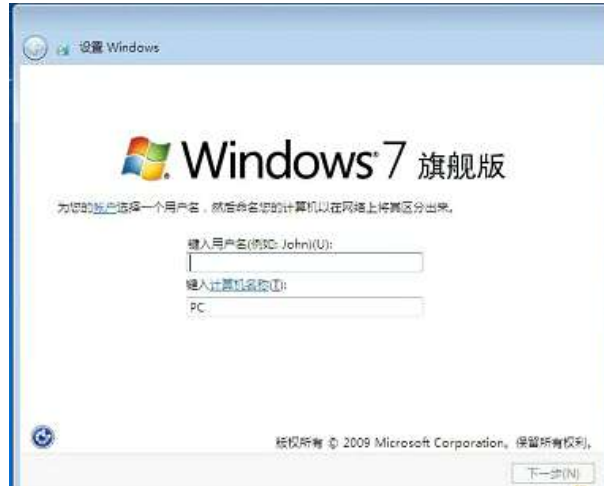 设置 Windows
Windows 7 旗舰版
为您的帐户选择一个用户名，然后命名您的计算机以在网络上将其区分出来。
键入用户名(例如: John)(U):
键入计算机名称(T):
PC
版权所有 © 2009 Microsoft Corporation。保留所有权利。
下一步(N)